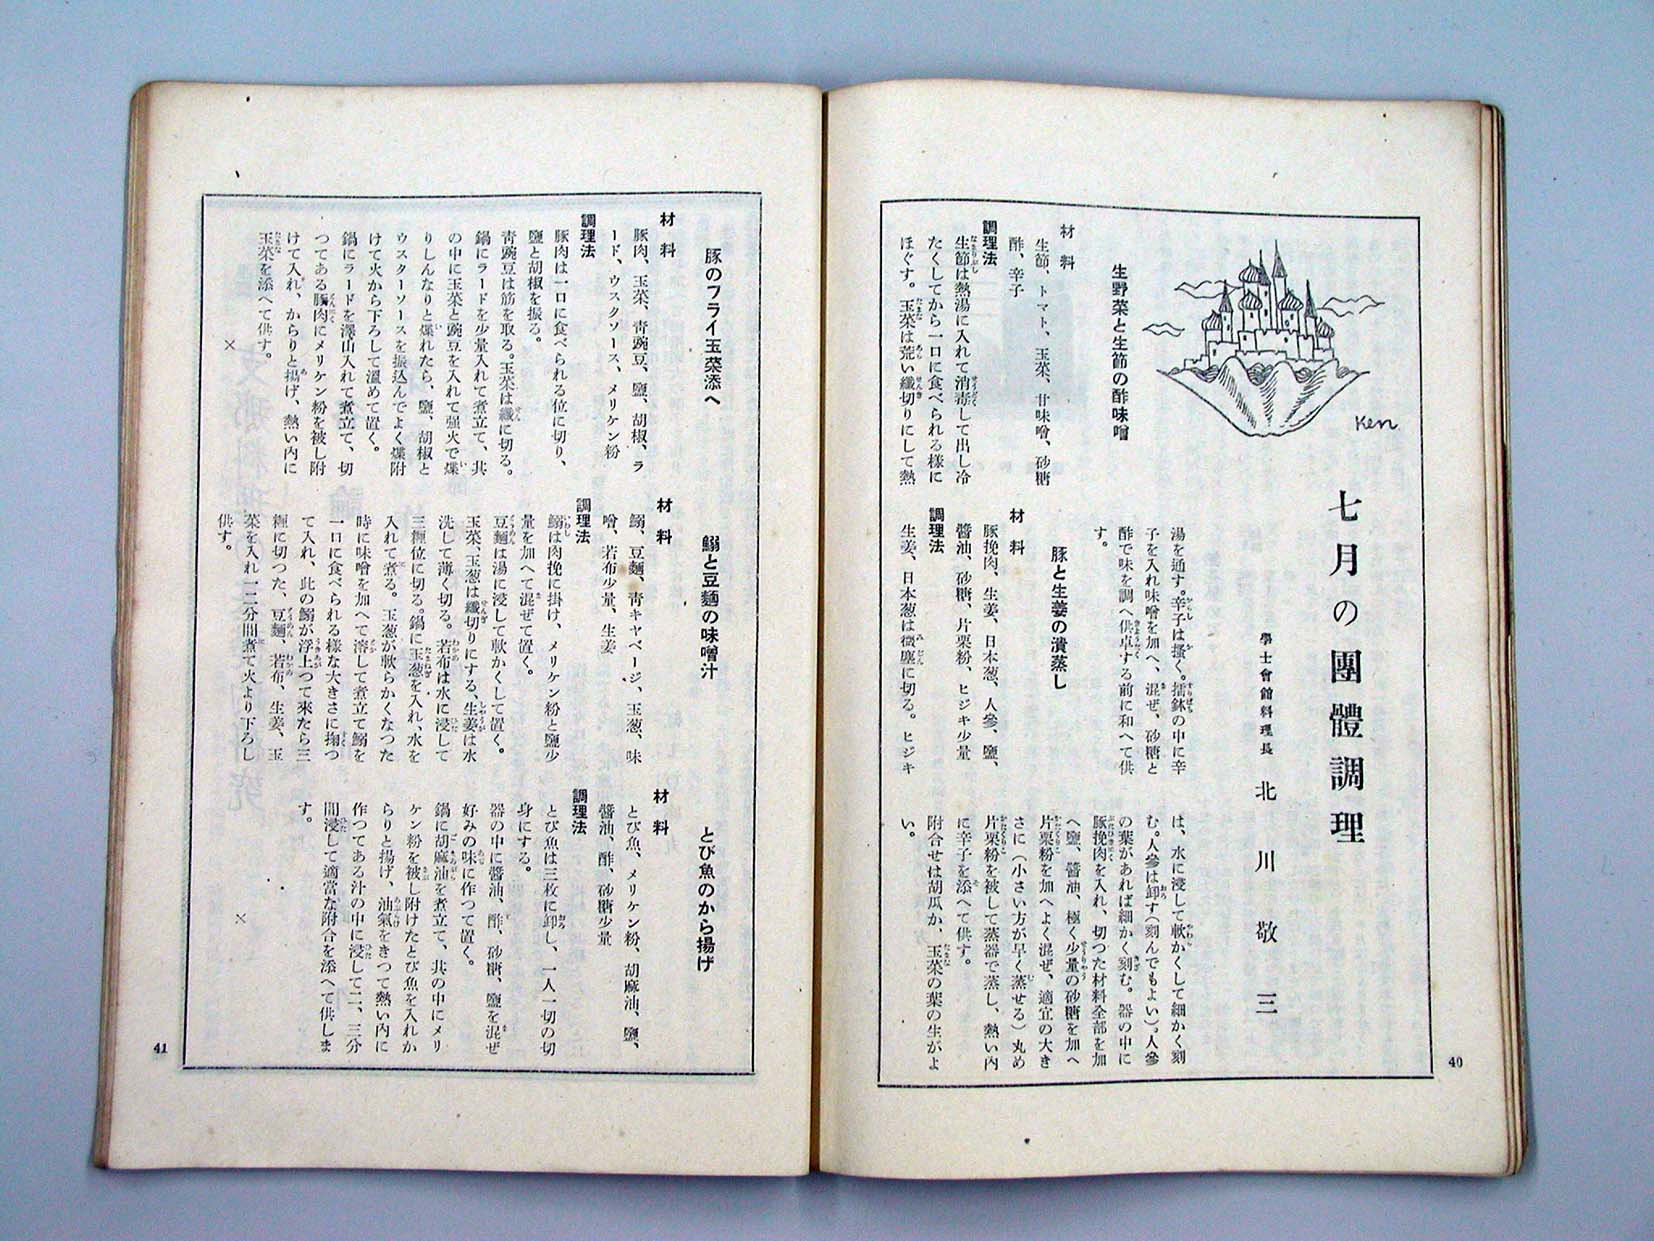 七月の團體調理
學士會館料理長 北川敬三
Ken
生野菜と生節の酢味噌
材料
生節、トマト、玉菜、甘味噌、砂糖
酢、辛子
調理法
生節は熱湯に入れて消毒して出し冷
たくしてから一口に食べられる様に
ほぐす。玉菜は荒い纖切りにして熱
湯を通す。辛子は搔く。擂鉢の中に辛
子を入れ味噌を加へ、混ぜ、砂糖と
酢で味を調へ供卓する前に和へて供
す。
豚と生姜の潰蒸し
材料
豚挽肉、生姜、日本葱、人參、鹽、
醬油、砂糖、片栗粉、ヒジキ少量
調理法
生姜、日本葱は微塵に切る。ヒジキ
は、水に浸して軟かくして細かく刻
む。人參は卸す(刻んでもよい)。人參
の葉があれば細かく刻む。器の中に
豚挽肉を入れ、切つた材料全部を加
へ鹽、醬油、極く少量の砂糖を加へ
片栗粉を加へよく混ぜ、適宜の大き
さに(小さい方が早く蒸せる)丸め
片栗粉を被して蒸器で蒸し、熱い內
に辛子を添へて供す。
附合せは胡瓜か、玉菜の葉の生がよ
い。
40
豚のフライ玉菜添へ
材料
豚肉、玉菜、靑豌豆、鹽、胡椒、ラ
ード、ウスタソース、メリケン粉
調理法
豚肉は一口に食べられる位に切り、
鹽と胡椒を振る。
靑豌豆は筋を取る。玉菜は纖に切る。
鍋にラードを少量入れて煮立て、共
の中に玉菜と豌豆を入れて强火で煠
りしんなりと煠れたら、鹽、胡椒と
ウスターソースを振込んでよく煠附
けて火から下ろして溫めて置く。
鍋にラードを澤山入れて煮立て、切
つてある豚肉にメリケン粉を被し附
けて入れ、からりと揚げ、熱い內に
玉菜を添へて供す。
×
鰯と豆麵の味噌汁
材料
鰯、豆麵、靑キヤベージ、玉葱、味
噌、若布少量、生姜
調理法
鰯は肉挽に掛け、メリケン粉と鹽少
量を加へて混ぜて置く。
豆麵は湯に浸して軟かくして置く。
玉菜、玉葱は纖切りにする、生姜は水
洗して薄く切る。若布は水に浸して
三糎位に切る。鍋に玉葱を入れ、水を
入れて煮る。玉葱が軟らかくなつた
時に味噌を加へて溶して煮立て鰯を
一口に食べられる樣な大きさに掬つ
て入れ、此の鰯が浮上つて來たら三
糎に切つた、豆麵、若布、生姜、玉
菜を入れ一二分間煮て火より下ろし
供す。
とび魚のから揚げ
材料
とび魚、メリケン粉、胡麻油、鹽、
醬油、酢、砂糖少量
調理法
とび魚は三枚に卸し、一人一切の切
身にする。
器の中に醬油、酢、砂糖、鹽を混ぜ
好みの味に作つて置く。
鍋に胡麻油を煮立て、共の中にメリ
ケン粉を被し附けたとび魚を入れか
らりと揚げ、油氣をきつて熱い內に
作つてある汁の中に浸して二、三分
間浸して適當な附合を添へて供しま
す。
×
41